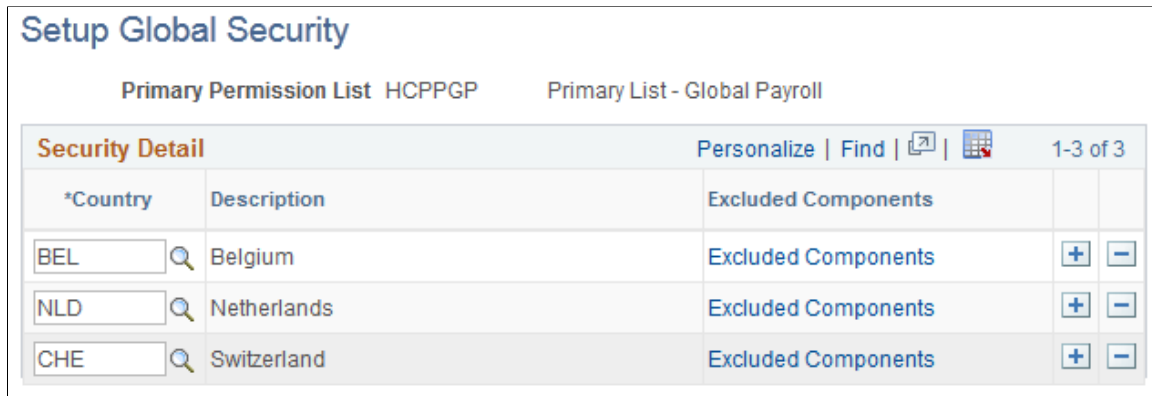 Setup Global Security
Primary Permission List HCPPGP Primary List - Global Payroll
Security Detail Personalize | Find | | 1-3 of 3
*Country Description Excluded Components
BEL Belgium Excluded Components
NLD Netherlands Excluded Components
CHE Switzerland Excluded Components